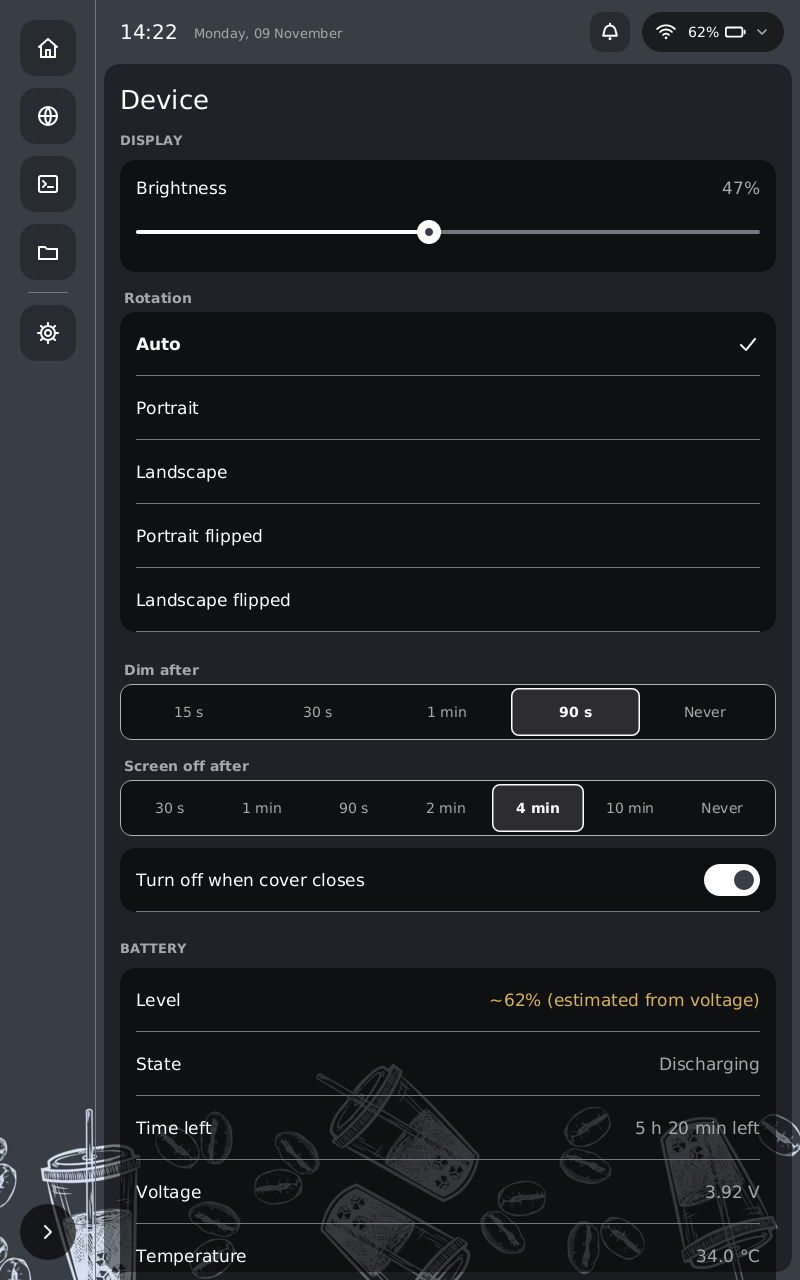 14:22 Monday, 09 November 62%
Device
DISPLAY
Brightness 47%
Rotation
Auto
Portrait
Landscape
Portrait flipped
Landscape flipped
Dim after
15 s 30 s 1 min 90 s Never
Screen off after
30 s 1 min 90 s 2 min 4 min 10 min Never
Turn off when cover closes
BATTERY
Level ~62% (estimated from voltage)
State Discharging
Time left 5 h 20 min left
Voltage 3.92 V
Temperature 34.0 °C